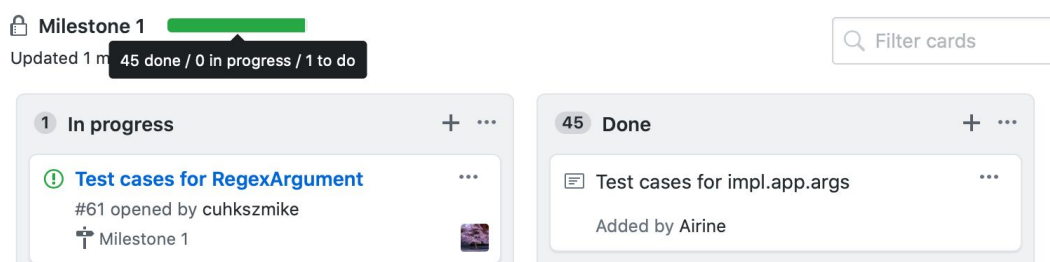 Milestone 1
Updated 1 m
45 done / 0 in progress / 1 to do
Filter cards
1 In progress
Test cases for RegexArgument
#61 opened by cuhkszmike
Milestone 1
45 Done
Test cases for impl.app.args
Added by Airine